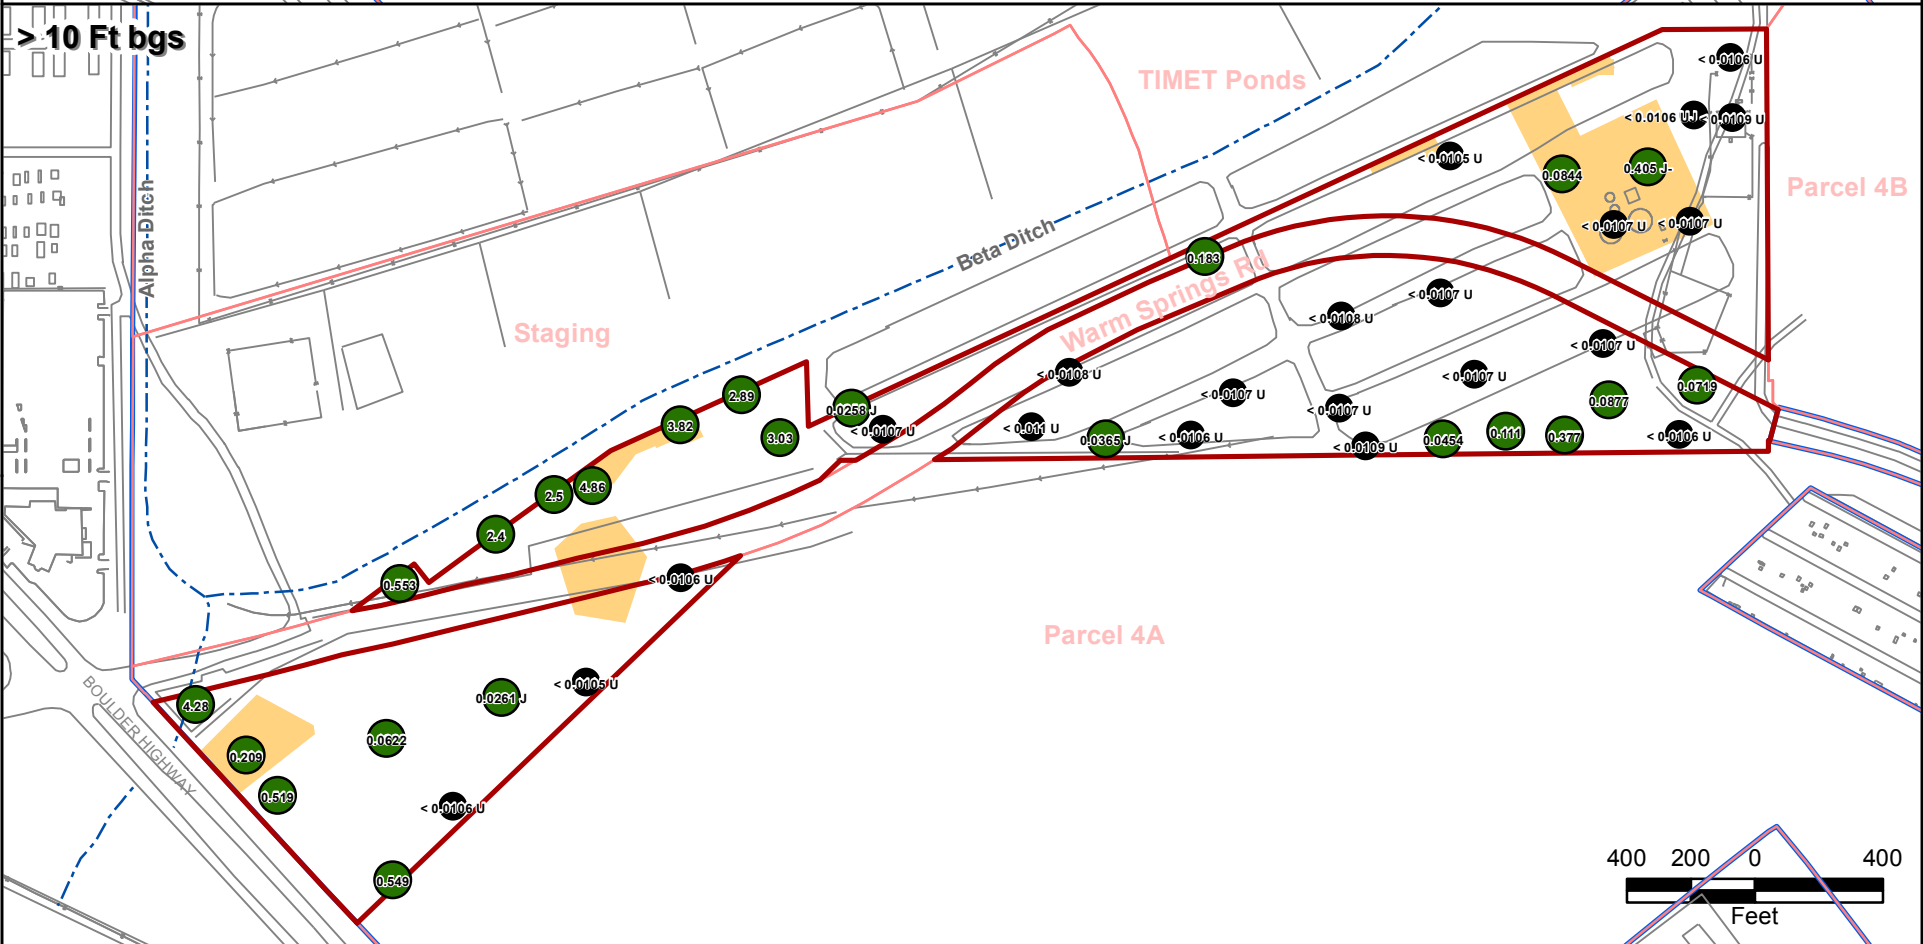 > 10 Ft bgs
TIMET Ponds
< 0.0106 U
< 0.0106 UJ
< 0.0109 U
< 0.0105 U
0.0844
0.405 J-
Parcel 4B
Alpha Ditch
< 0.0107 U
< 0.0107 U
Beta Ditch
0.183
Warm Springs Rd
< 0.0107 U
< 0.0108 U
Staging
< 0.0107 U
< 0.0108 U
< 0.0107 U
0.0719
2.89
< 0.0107 U
0.0877
0.0258 J
< 0.0107 U
3.82
< 0.0107 U
< 0.011 U
0.111
3.03
0.0365 J
< 0.0106 U
0.0454
0.377
< 0.0106 U
< 0.0109 U
4.86
2.5
2.4
0.553
< 0.0106 U
Parcel 4A
< 0.0105 U
0.0261 J
4.28
BOULDER HIGHWAY
0.0622
0.209
0.519
< 0.0106 U
0.549
400 200 0 400
Feet